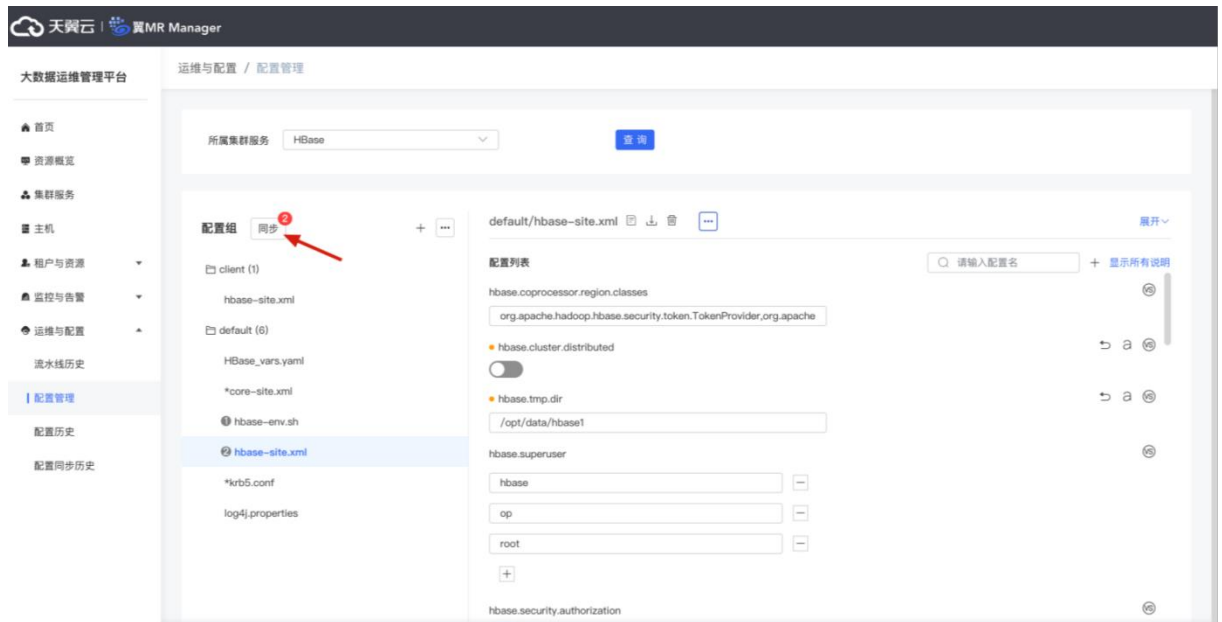 天翼云 翼MR Manager
大数据运维管理平台
运维与配置 / 配置管理
首页
资源概览
集群服务
主机
租户与资源
监控与告警
运维与配置
流水线历史
配置管理
配置历史
配置同步历史
所属集群服务 HBase 查 询
配置组 同步 2
client (1)
hbase-site.xml
default (6)
HBase_vars.yaml
*core-site.xml
1 hbase-env.sh
2 hbase-site.xml
*krb5.conf
log4j.properties
default/hbase-site.xml 展开
配置列表 请输入配置名 + 显示所有说明
hbase.coprocessor.region.classes VS
org.apache.hadoop.hbase.security.token.TokenProvider,org.apache
hbase.cluster.distributed a VS
hbase.tmp.dir a VS
/opt/data/hbase1
hbase.superuser VS
hbase
op
root
hbase.security.authorization VS